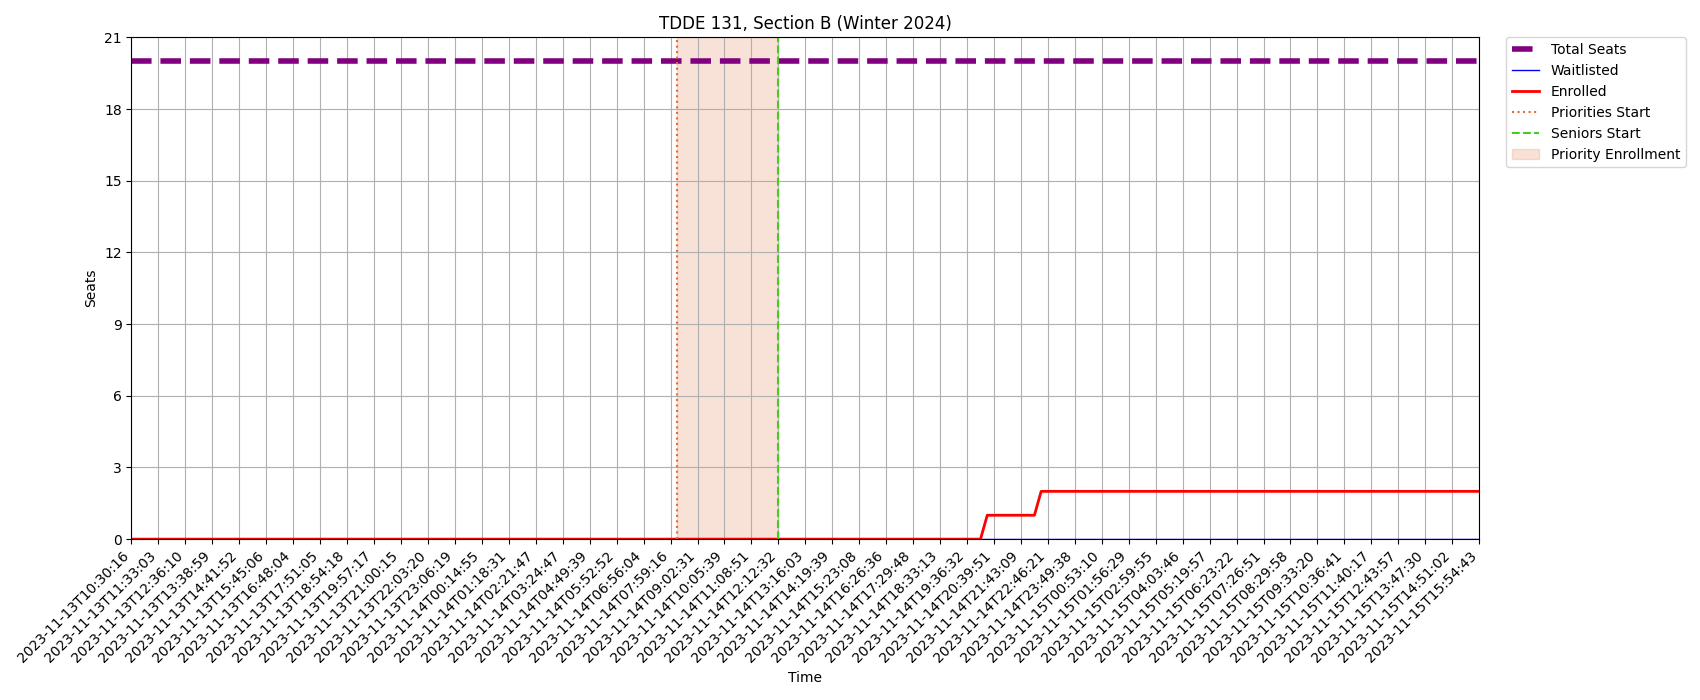 TDDE 131, Section B (Winter 2024)
21
18
15
12
9
6
3
0
Seats
Total Seats
Waitlisted
Enrolled
Priorities Start
Seniors Start
Priority Enrollment
2023-11-13T10:30:16
2023-11-13T11:33:03
2023-11-13T12:36:10
2023-11-13T13:38:59
2023-11-13T14:41:52
2023-11-13T15:45:06
2023-11-13T16:48:04
2023-11-13T17:51:05
2023-11-13T18:54:18
2023-11-13T19:57:17
2023-11-13T21:00:15
2023-11-13T22:03:20
2023-11-13T23:06:19
2023-11-14T00:14:55
2023-11-14T01:18:31
2023-11-14T02:21:47
2023-11-14T03:24:47
2023-11-14T04:49:39
2023-11-14T05:52:52
2023-11-14T06:56:04
2023-11-14T07:59:16
2023-11-14T09:02:31
2023-11-14T10:05:39
2023-11-14T11:08:51
2023-11-14T12:12:32
2023-11-14T13:16:03
2023-11-14T14:19:39
2023-11-14T15:23:08
2023-11-14T16:26:36
2023-11-14T17:29:48
2023-11-14T18:33:13
2023-11-14T19:36:32
2023-11-14T20:39:51
2023-11-14T21:43:09
2023-11-14T22:46:21
2023-11-14T23:49:38
2023-11-15T00:53:10
2023-11-15T01:56:29
2023-11-15T02:59:55
2023-11-15T04:03:46
2023-11-15T05:19:57
2023-11-15T06:23:22
2023-11-15T07:26:51
2023-11-15T08:29:58
2023-11-15T09:33:20
2023-11-15T10:36:41
2023-11-15T11:40:17
2023-11-15T12:43:57
2023-11-15T13:47:30
2023-11-15T14:51:02
2023-11-15T15:54:43
Time